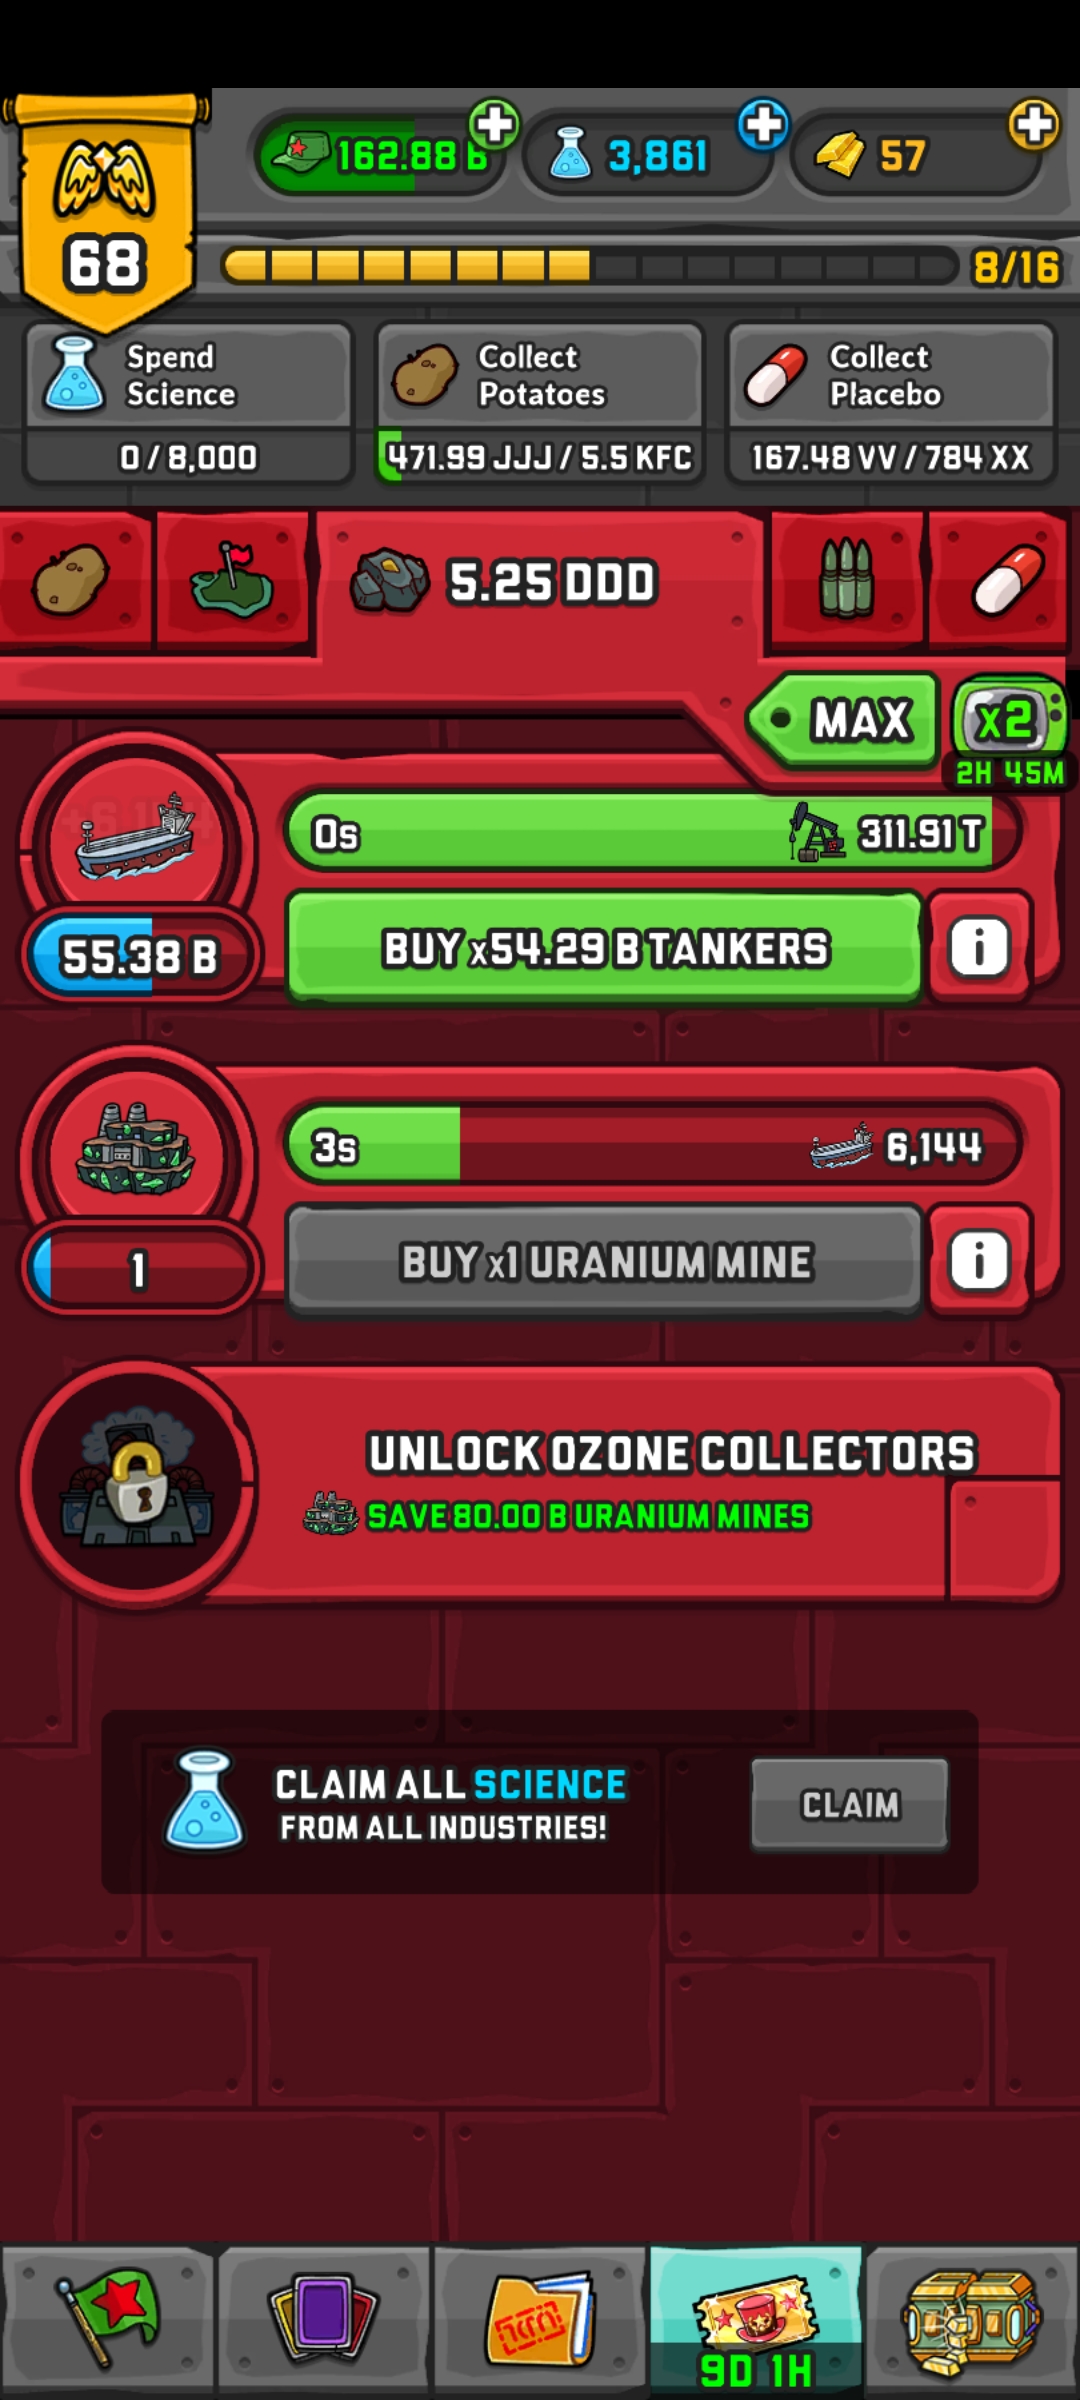 162.88 B
3,861
57
68
8/16
Spend
Science
0 / 8,000
Collect
Potatoes
471.99 JJJ / 5.5 KFC
Collect
Placebo
167.48 VV / 784 XX
5.25 DDD
MAX
x2
2H 45M
0s
311.91 T
55.38 B
BUY x54.29 B TANKERS
i
3s
6,144
1
BUY x1 URANIUM MINE
i
UNLOCK OZONE COLLECTORS
SAVE 80.00 B URANIUM MINES
CLAIM ALL SCIENCE
FROM ALL INDUSTRIES!
CLAIM
9D 1H